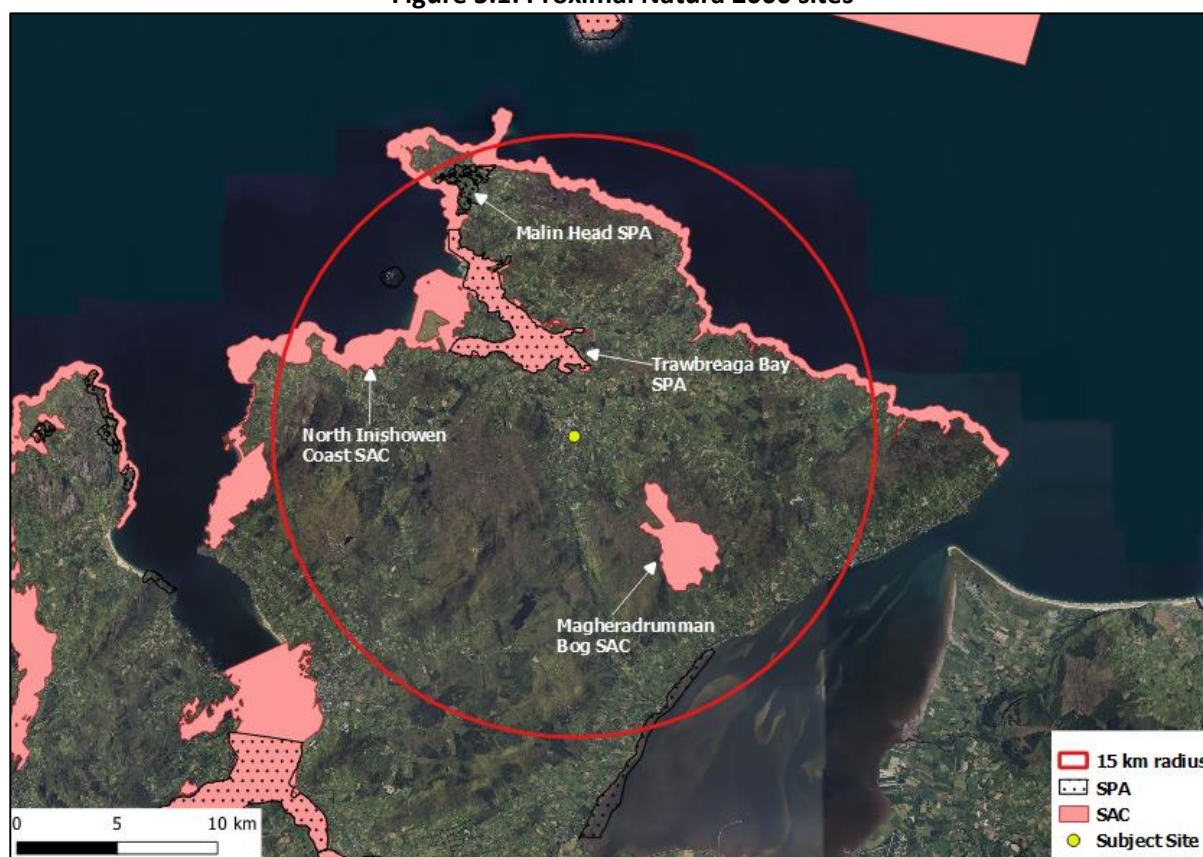 Figure 3.1: Proximal Natura 2000 sites
Malin Head SPA
Trawbreaga Bay
SPA
North Inishowen
Coast SAC
Magheradrumman
Bog SAC
15 km radius
SPA
SAC
Subject Site
0 5 10 km